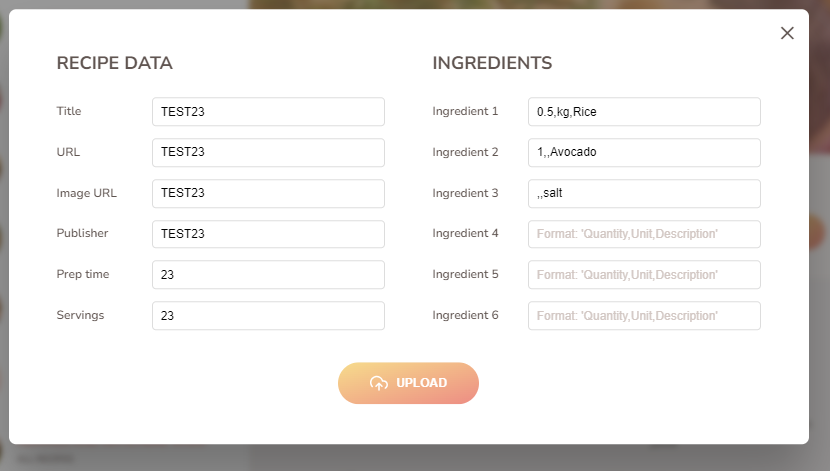 RECIPE DATA
Title TEST23
URL TEST23
Image URL TEST23
Publisher TEST23
Prep time 23
Servings 23
INGREDIENTS
Ingredient 1 0.5,kg,Rice
Ingredient 2 1,,Avocado
Ingredient 3 ,,salt
Ingredient 4 Format: 'Quantity,Unit,Description'
Ingredient 5 Format: 'Quantity,Unit,Description'
Ingredient 6 Format: 'Quantity,Unit,Description'
UPLOAD